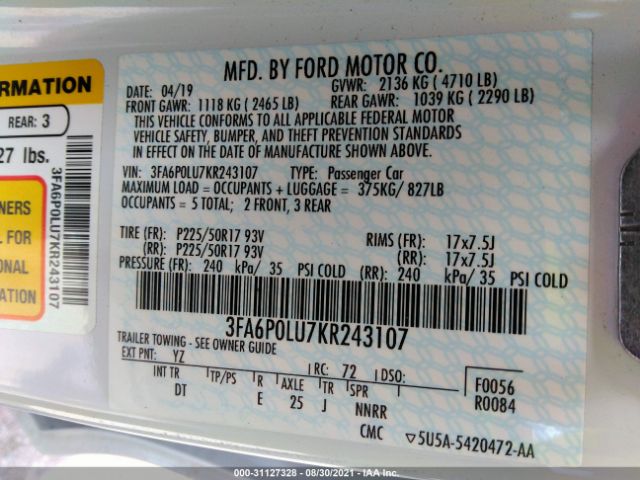 ORMATION
REAR: 3
27 lbs.
3FA6P0LU7KR243107
NERS
L FOR
ONAL
ATION
MFD. BY FORD MOTOR CO.
DATE: 04/19
GVWR: 2136 KG ( 4710 LB)
FRONT GAWR: 1118 KG ( 2465 LB)
REAR GAWR: 1039 KG ( 2290 LB)
THIS VEHICLE CONFORMS TO ALL APPLICABLE FEDERAL MOTOR
VEHICLE SAFETY, BUMPER, AND THEFT PREVENTION STANDARDS
IN EFFECT ON THE DATE OF MANUFACTURE SHOWN ABOVE.
VIN: 3FA6P0LU7KR243107 TYPE: Passenger Car
MAXIMUM LOAD = OCCUPANTS + LUGGAGE = 375KG/ 827LB
OCCUPANTS = 5 TOTAL; 2 FRONT, 3 REAR
TIRE (FR): P225/50R17 93V RIMS (FR): 17x7.5J
(RR): P225/50R17 93V (RR): 17x7.5J
PRESSURE (FR): 240 kPa/ 35 PSI COLD (RR): 240 kPa/ 35 PSI COLD
3FA6P0LU7KR243107
TRAILER TOWING - SEE OWNER GUIDE
EXT PNT: YZ RC: 72 DSO:
INT TR TP/PS R AXLE TR SPR
DT E 25 J NNRR
F0056
R0084
CMC ▽5U5A-5420472-AA
000-31127328 - 08/30/2021 - IAA Inc.